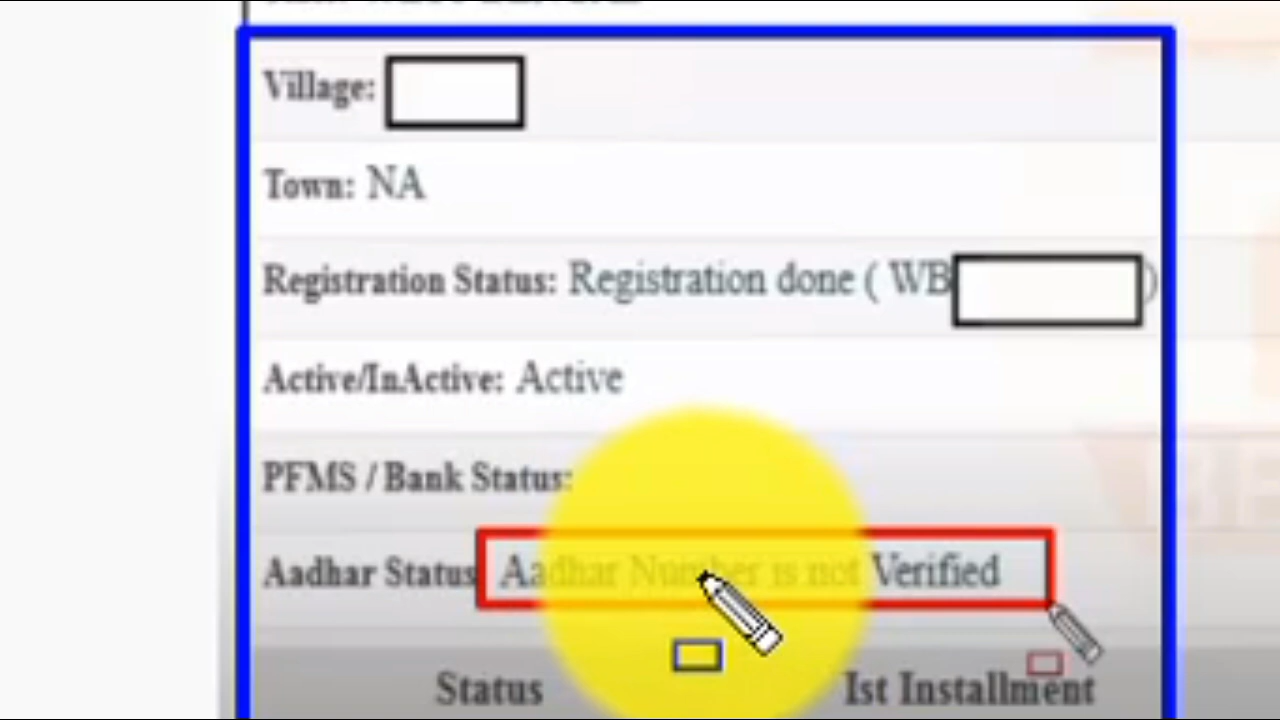 Village:
Town: NA
Registration Status: Registration done ( WB )
Active/InActive: Active
PFMS / Bank Status:
Aadhar Status Aadhar Number is not Verified
Status Ist Installment